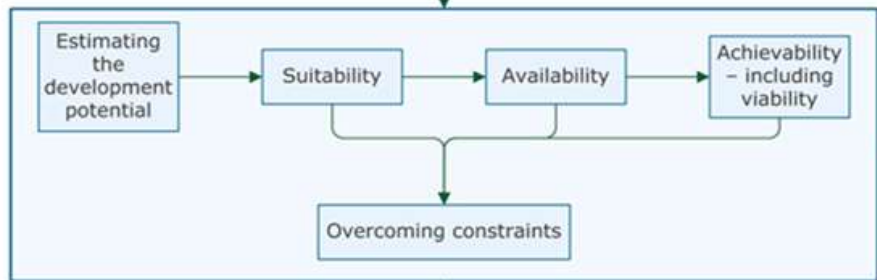 Estimating
the
development
potential
Suitability
Availability
Achievability
– including
viability
Overcoming constraints